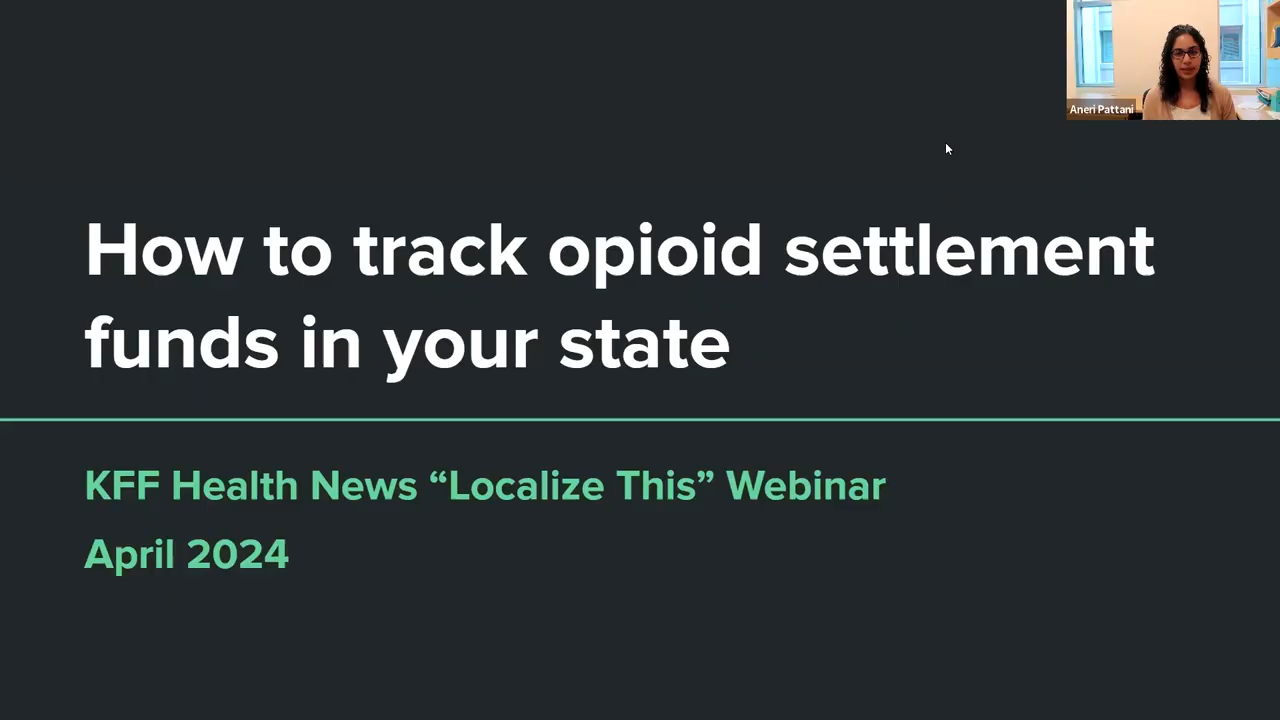 Aneri Pattani
How to track opioid settlement
funds in your state
KFF Health News “Localize This” Webinar
April 2024